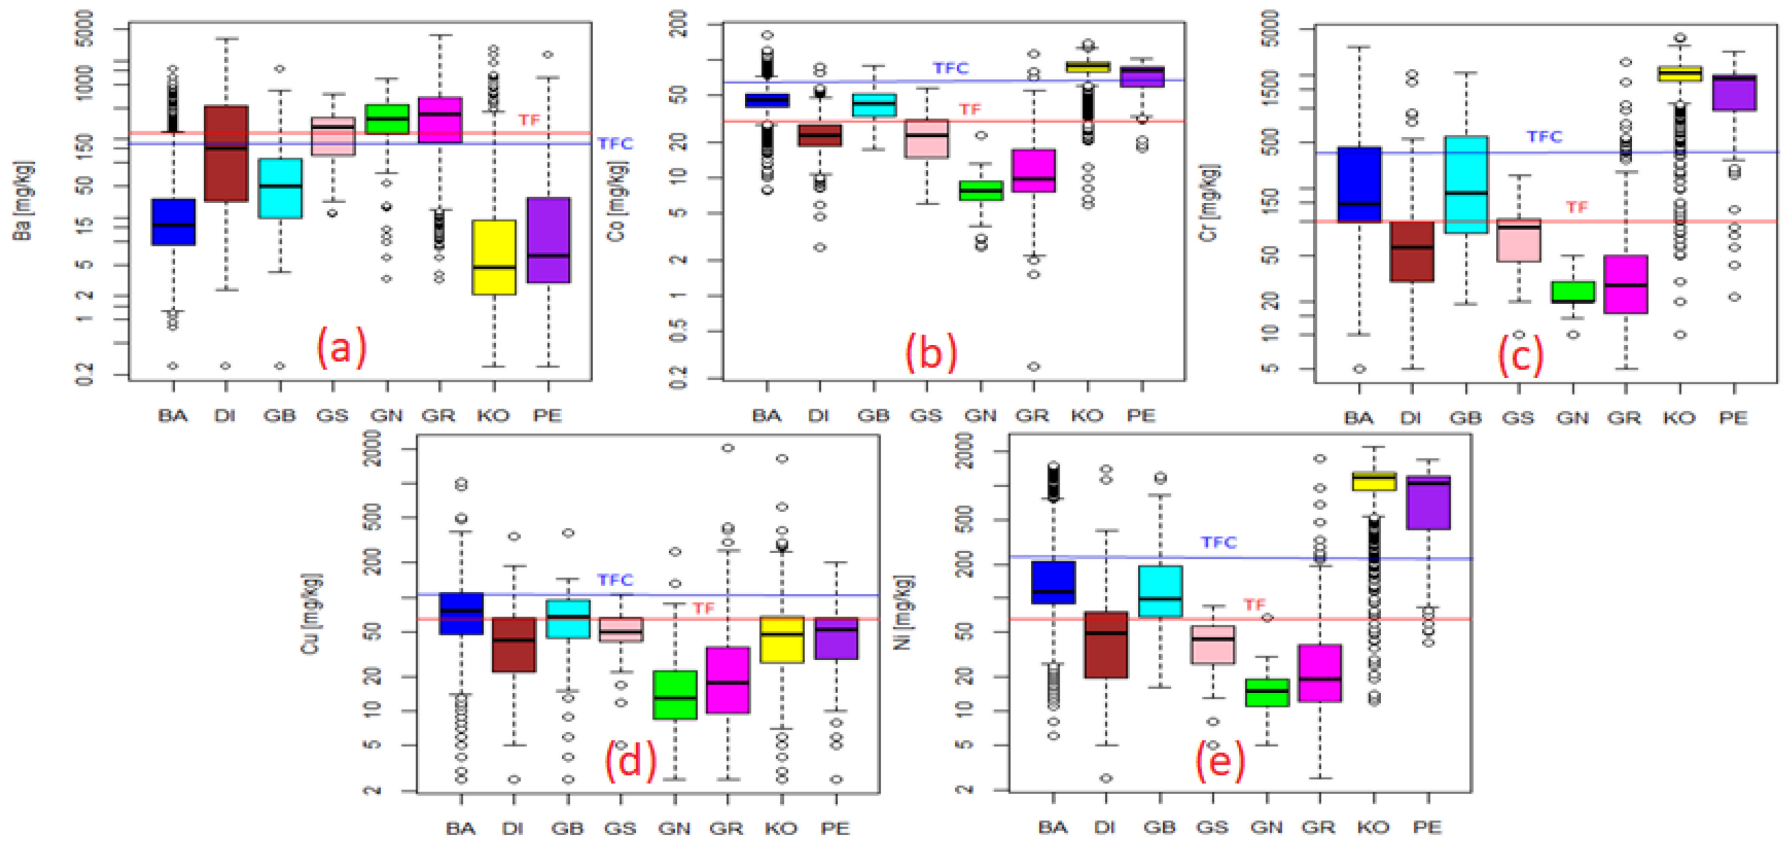 Ba [mg/kg]
5000
1000
150
50
15
5
2
1
0.2
TF
TFC
(a)
BA DI GB GS GN GR KO PE
Co [mg/kg]
200
50
20
10
5
2
1
0.5
0.2
TFC
TF
(b)
BA DI GB GS GN GR KO PE
Cr [mg/kg]
5000
1500
500
150
50
20
10
5
TFC
TF
(c)
BA DI GB GS GN GR KO PE
Cu [mg/kg]
2000
500
200
50
20
10
5
2
TFC
TF
(d)
BA DI GB GS GN GR KO PE
Ni [mg/kg]
2000
500
200
50
20
10
5
2
TFC
TF
(e)
BA DI GB GS GN GR KO PE